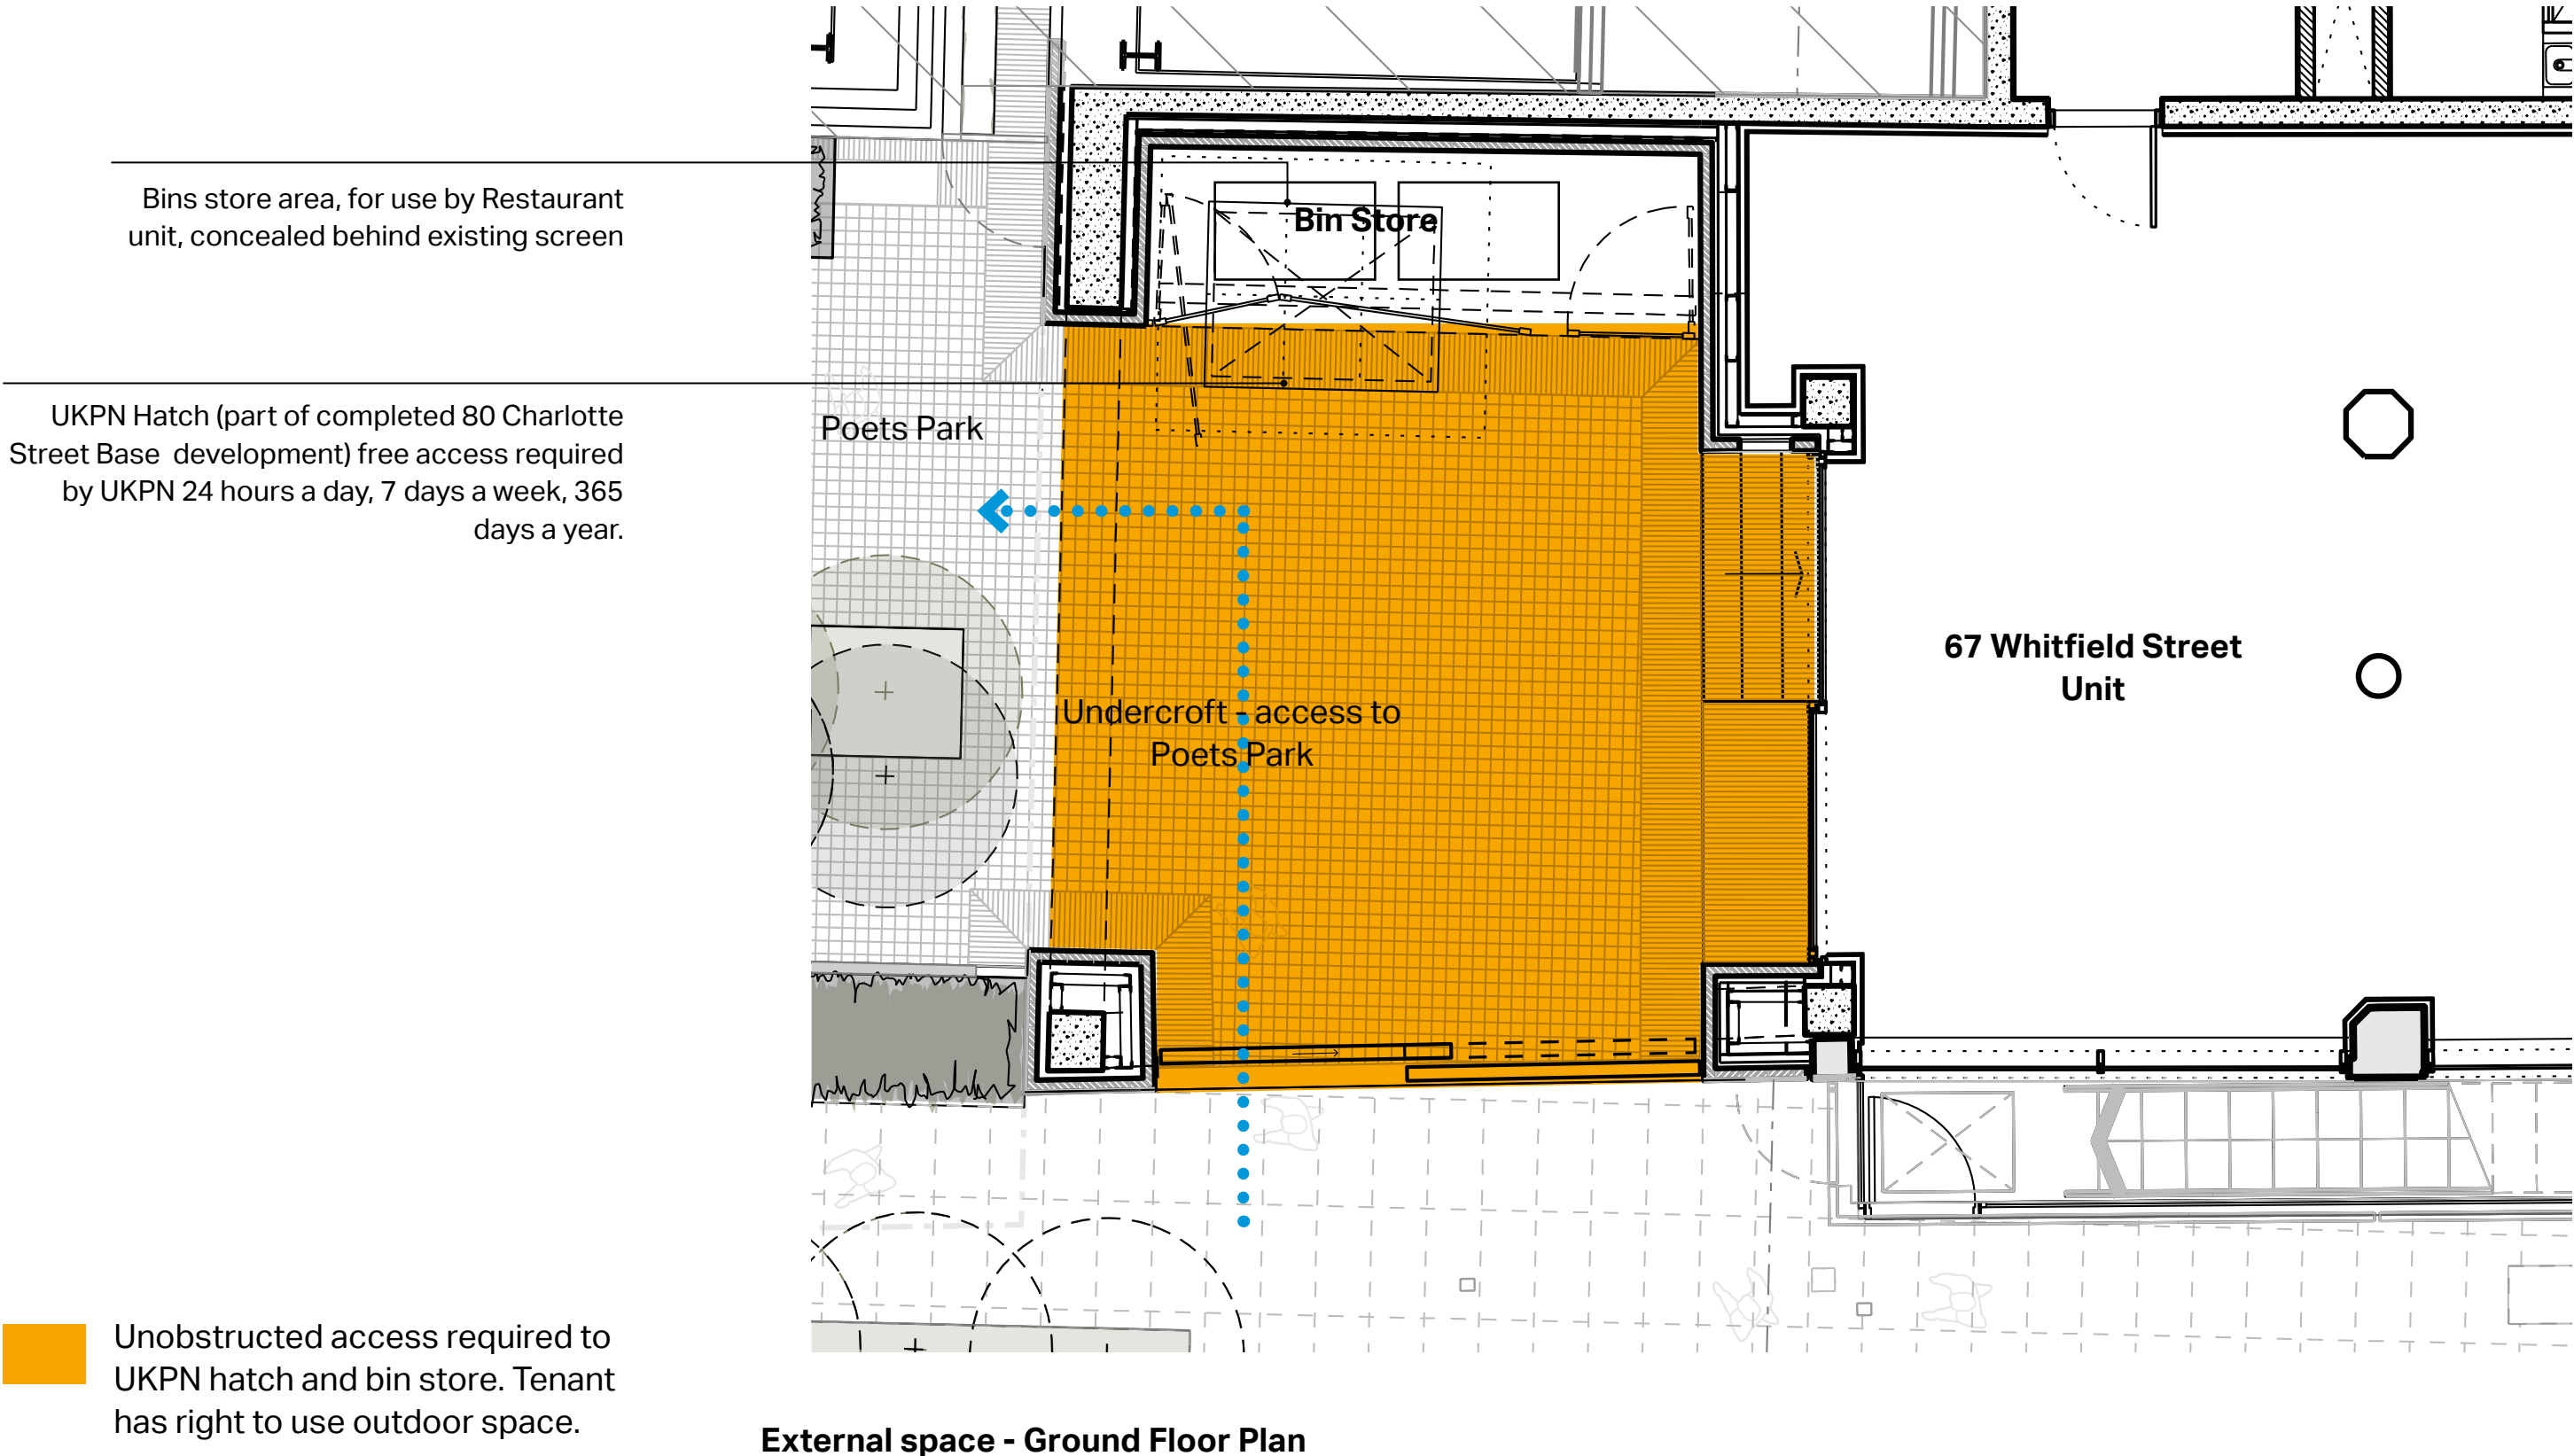 Bins store area, for use by Restaurant
unit, concealed behind existing screen
Bin Store
UKPN Hatch (part of completed 80 Charlotte
Street Base development) free access required
by UKPN 24 hours a day, 7 days a week, 365
days a year.
Poets Park
Undercroft - access to
Poets Park
67 Whitfield Street
Unit
Unobstructed access required to
UKPN hatch and bin store. Tenant
has right to use outdoor space.
External space - Ground Floor Plan